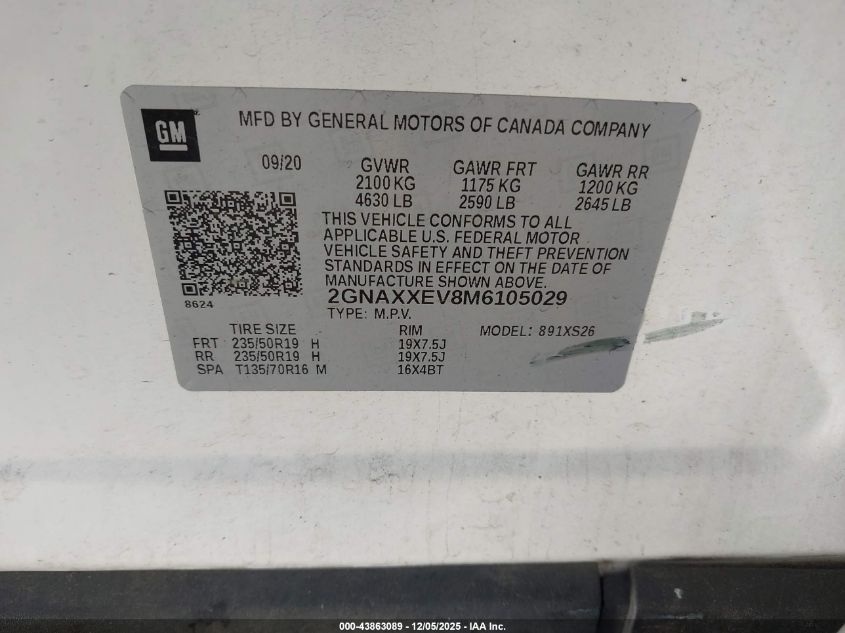 GM
MFD BY GENERAL MOTORS OF CANADA COMPANY
09/20 GVWR GAWR FRT GAWR RR
2100 KG 1175 KG 1200 KG
4630 LB 2590 LB 2645 LB
THIS VEHICLE CONFORMS TO ALL
APPLICABLE U.S. FEDERAL MOTOR
VEHICLE SAFETY AND THEFT PREVENTION
STANDARDS IN EFFECT ON THE DATE OF
MANUFACTURE SHOWN ABOVE.
8624 2GNAXXEV8M6105029
TYPE: M.P.V.
TIRE SIZE RIM MODEL: 891XS26
FRT 235/50R19 H 19X7.5J
RR 235/50R19 H 19X7.5J
SPA T135/70R16 M 16X4BT
000-43863089 - 12/05/2025 - IAA Inc.